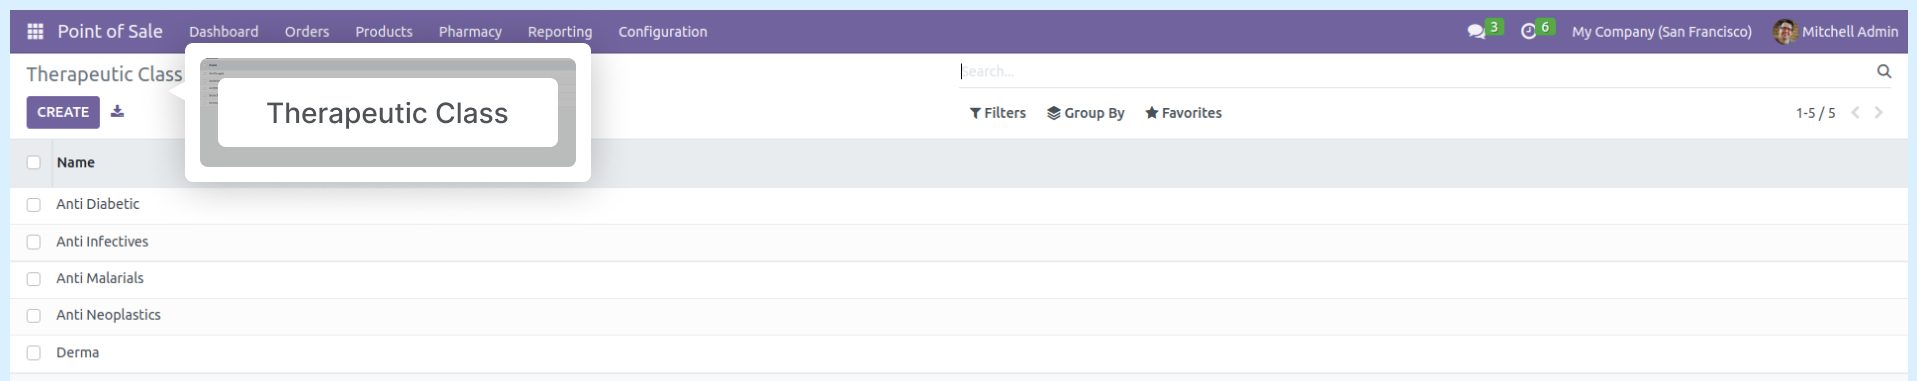 Point of Sale Dashboard Orders Products Pharmacy Reporting Configuration 3 6 My Company (San Francisco) Mitchell Admin
Therapeutic Class Search...
Therapeutic Class
CREATE Filters Group By Favorites 1-5 / 5
Name
Anti Diabetic
Anti Infectives
Anti Malarials
Anti Neoplastics
Derma